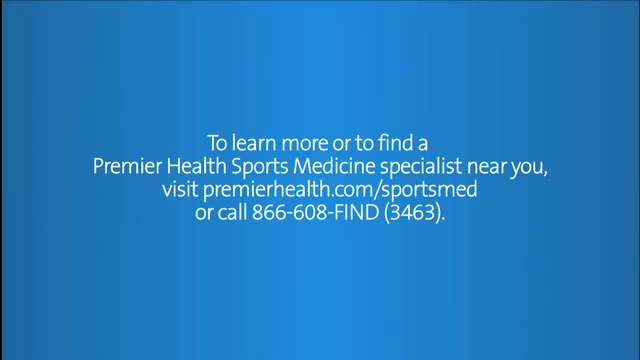 To learn more or to find a
Premier Health Sports Medicine specialist near you,
visit premierhealth.com/sportsmed
or call 866-608-FIND (3463).